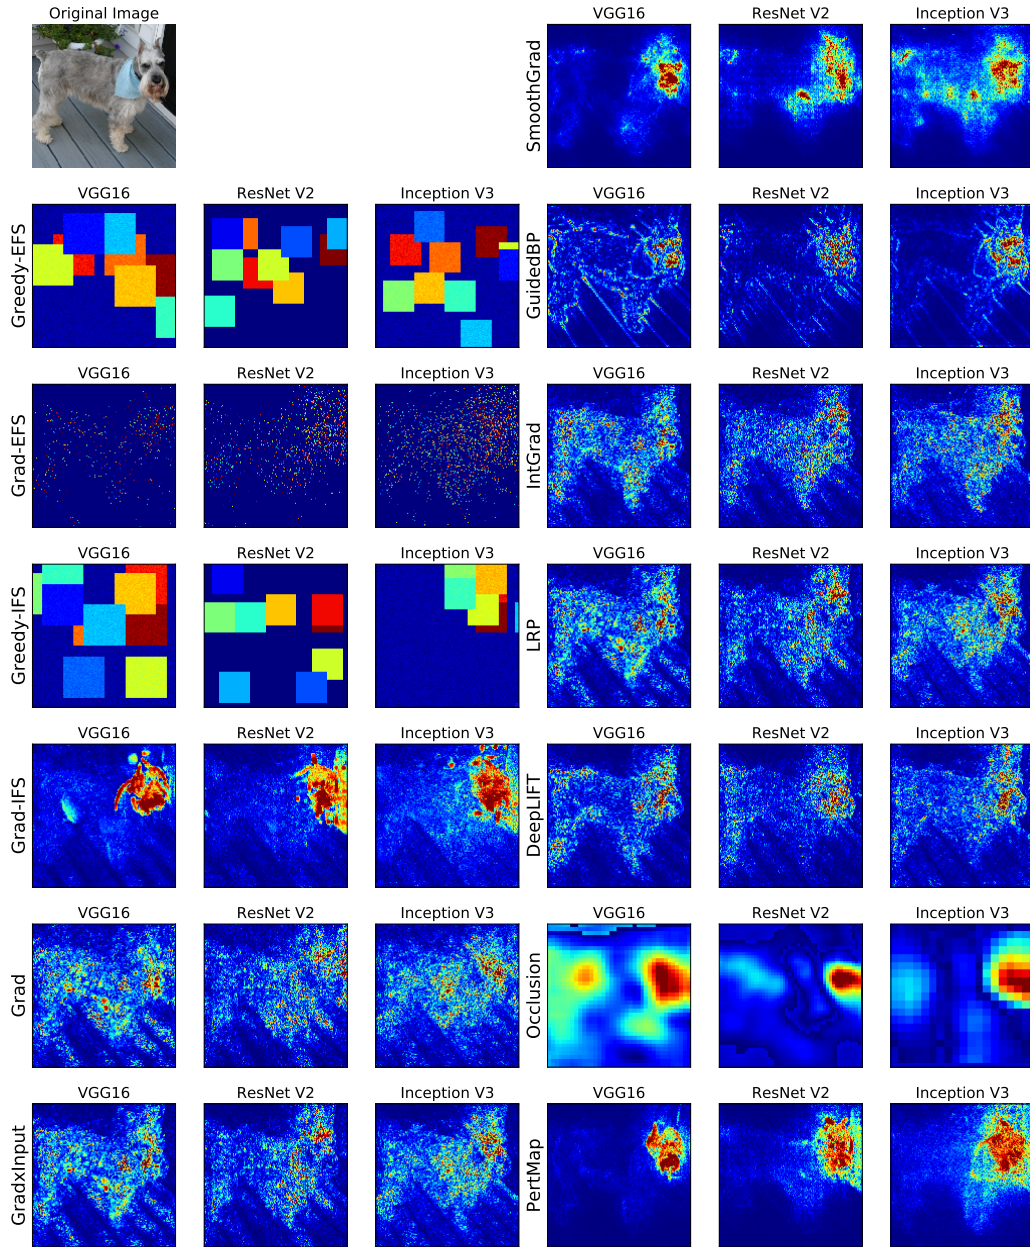 Original Image
VGG16 ResNet V2 Inception V3
SmoothGrad
VGG16 ResNet V2 Inception V3 VGG16 ResNet V2 Inception V3
Greedy-EFS
GuidedBP
VGG16 ResNet V2 Inception V3 VGG16 ResNet V2 Inception V3
Grad-EFS
IntGrad
VGG16 ResNet V2 Inception V3 VGG16 ResNet V2 Inception V3
Greedy-IFS
LRP
VGG16 ResNet V2 Inception V3 VGG16 ResNet V2 Inception V3
Grad-IFS
DeepLIFT
VGG16 ResNet V2 Inception V3 VGG16 ResNet V2 Inception V3
Grad
Occlusion
VGG16 ResNet V2 Inception V3 VGG16 ResNet V2 Inception V3
GradxInput
PertMap